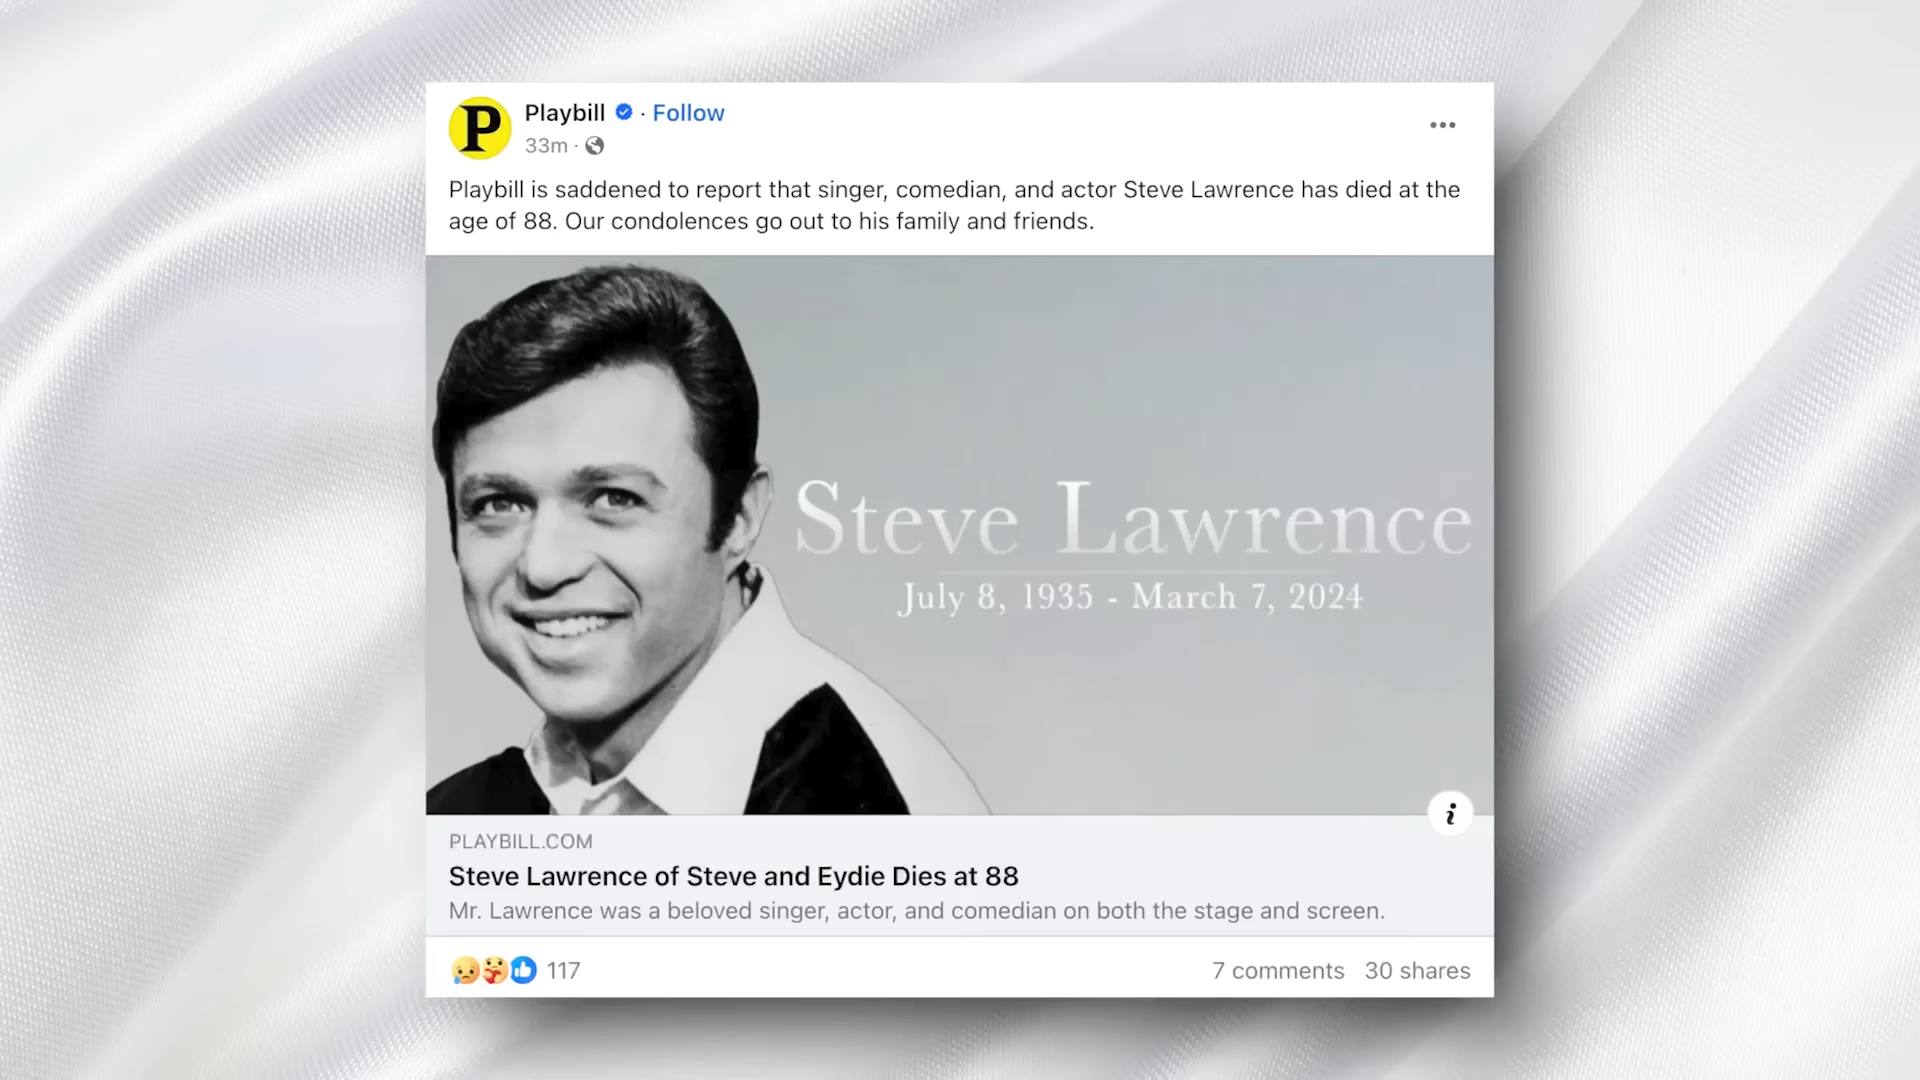 P
Playbill · Follow
33m ·
Playbill is saddened to report that singer, comedian, and actor Steve Lawrence has died at the
age of 88. Our condolences go out to his family and friends.
Steve Lawrence
July 8, 1935 - March 7, 2024
i
PLAYBILL.COM
Steve Lawrence of Steve and Eydie Dies at 88
Mr. Lawrence was a beloved singer, actor, and comedian on both the stage and screen.
117
7 comments 30 shares